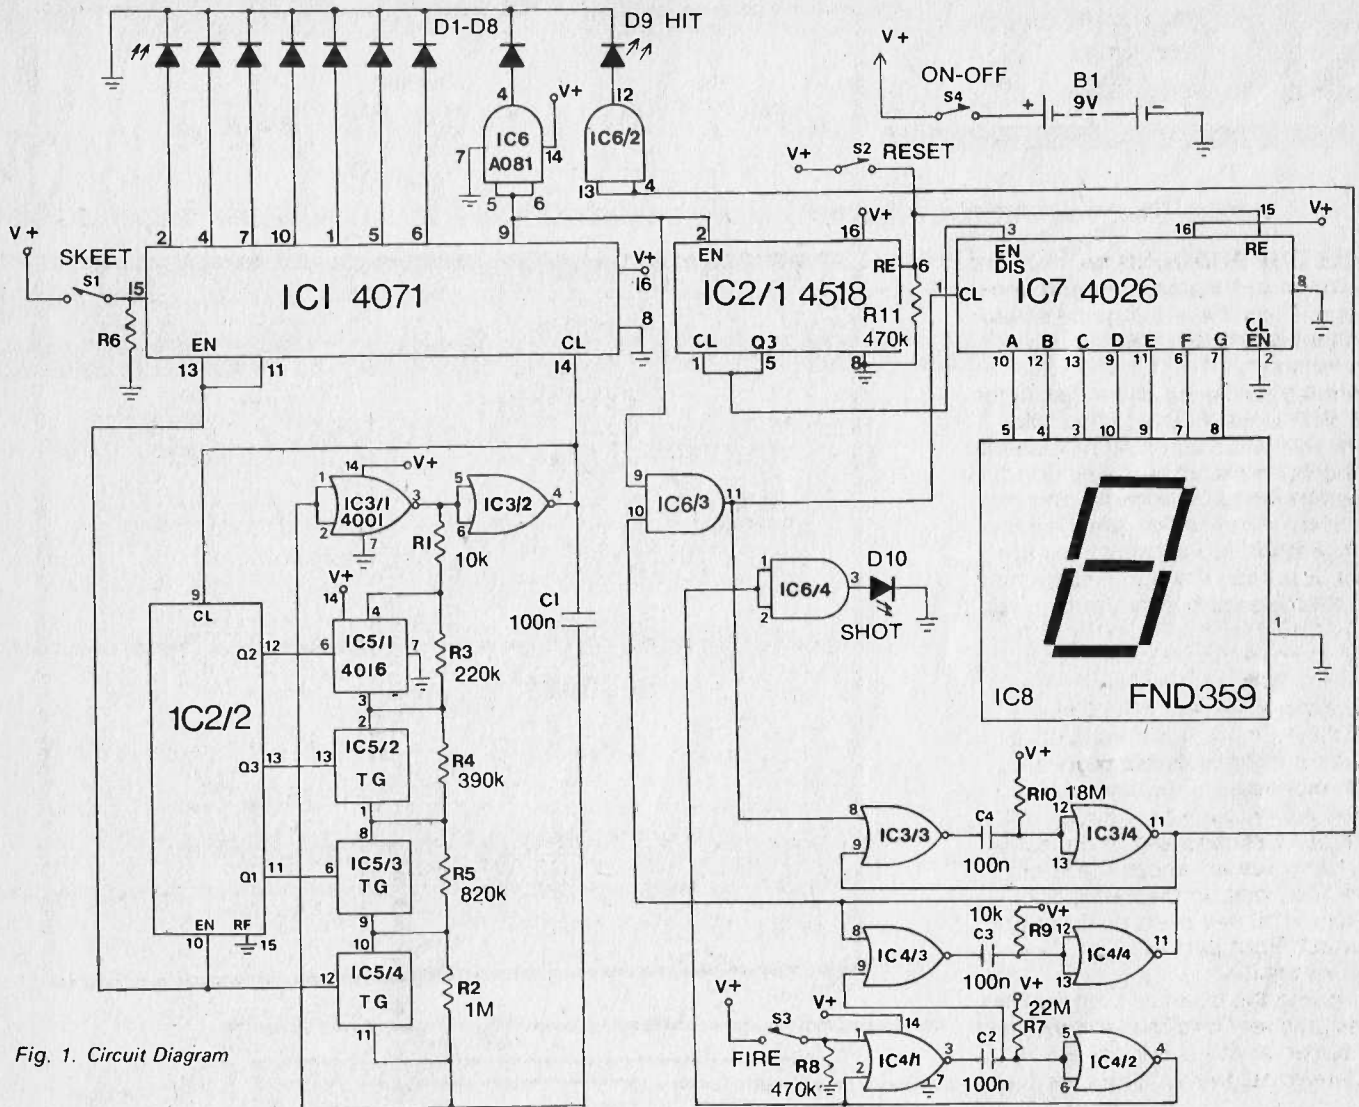 D1-D8
D9 HIT
V+
ON-OFF
S4
B1
9V
+
−
4
V+
12
IC6
A081
7
14
IC6/2
5
6
13
4
V+
S2
RESET
V+
SKEET
S1
15
R6
2
4
7
10
1
5
6
9
IC1 4071
V+
16
8
EN
13
11
CL
14
2
EN
16
V+
RE
6
IC2/1 4518
CL
1
Q3
5
8
R11
470k
3
EN
DIS
1
CL
16
15
RE
V+
8
IC7 4026
A
B
C
D
E
F
G
CL
EN
10
12
13
9
11
6
7
2
5
4
3
10
9
7
8
1
IC8
FND359
1
2
14
V+
IC3/1
4001
7
3
R1
10k
5
6
IC3/2
4
C1
100n
9
CL
1C2/2
Q2
12
Q3
13
Q1
11
EN
10
RF
15
V+
14
4
6
IC5/1
4016
7
3
R3
220k
2
13
IC5/2
TG
1
R4
390k
8
6
IC5/3
TG
9
R5
820k
10
12
IC5/4
TG
11
R2
1M
9
10
IC6/3
11
1
2
IC6/4
3
D10
SHOT
8
9
IC3/3
C4
100n
V+
R10
18M
12
13
IC3/4
11
8
9
IC4/3
C3
100n
10k
V+
R9
12
13
IC4/4
11
V+
S3
FIRE
R8
470k
V+
14
2
IC4/1
7
3
C2
100n
V+
22M
R7
5
6
IC4/2
4
Fig. 1. Circuit Diagram